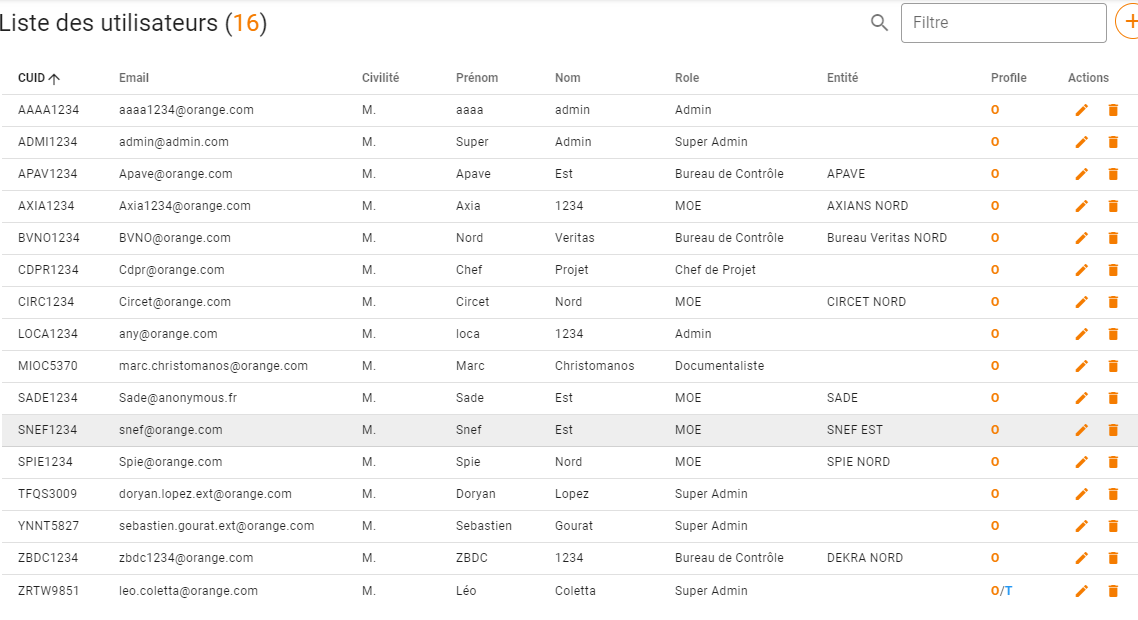 Liste des utilisateurs (16)
Filtre
CUID Email Civilité Prénom Nom Role Entité Profile Actions
AAAA1234 aaaa1234@orange.com M. aaaa admin Admin O
ADMI1234 admin@admin.com M. Super Admin Super Admin O
APAV1234 Apave@orange.com M. Apave Est Bureau de Contrôle APAVE O
AXIA1234 Axia1234@orange.com M. Axia 1234 MOE AXIANS NORD O
BVNO1234 BVNO@orange.com M. Nord Veritas Bureau de Contrôle Bureau Veritas NORD O
CDPR1234 Cdpr@orange.com M. Chef Projet Chef de Projet O
CIRC1234 Circet@orange.com M. Circet Nord MOE CIRCET NORD O
LOCA1234 any@orange.com M. loca 1234 Admin O
MIOC5370 marc.christomanos@orange.com M. Marc Christomanos Documentaliste O
SADE1234 Sade@anonymous.fr M. Sade Est MOE SADE O
SNEF1234 snef@orange.com M. Snef Est MOE SNEF EST O
SPIE1234 Spie@orange.com M. Spie Nord MOE SPIE NORD O
TFQS3009 doryan.lopez.ext@orange.com M. Doryan Lopez Super Admin O
YNNT5827 sebastien.gourat.ext@orange.com M. Sebastien Gourat Super Admin O
ZBDC1234 zbdc1234@orange.com M. ZBDC 1234 Bureau de Contrôle DEKRA NORD O
ZRTW9851 leo.coletta@orange.com M. Léo Coletta Super Admin O/T